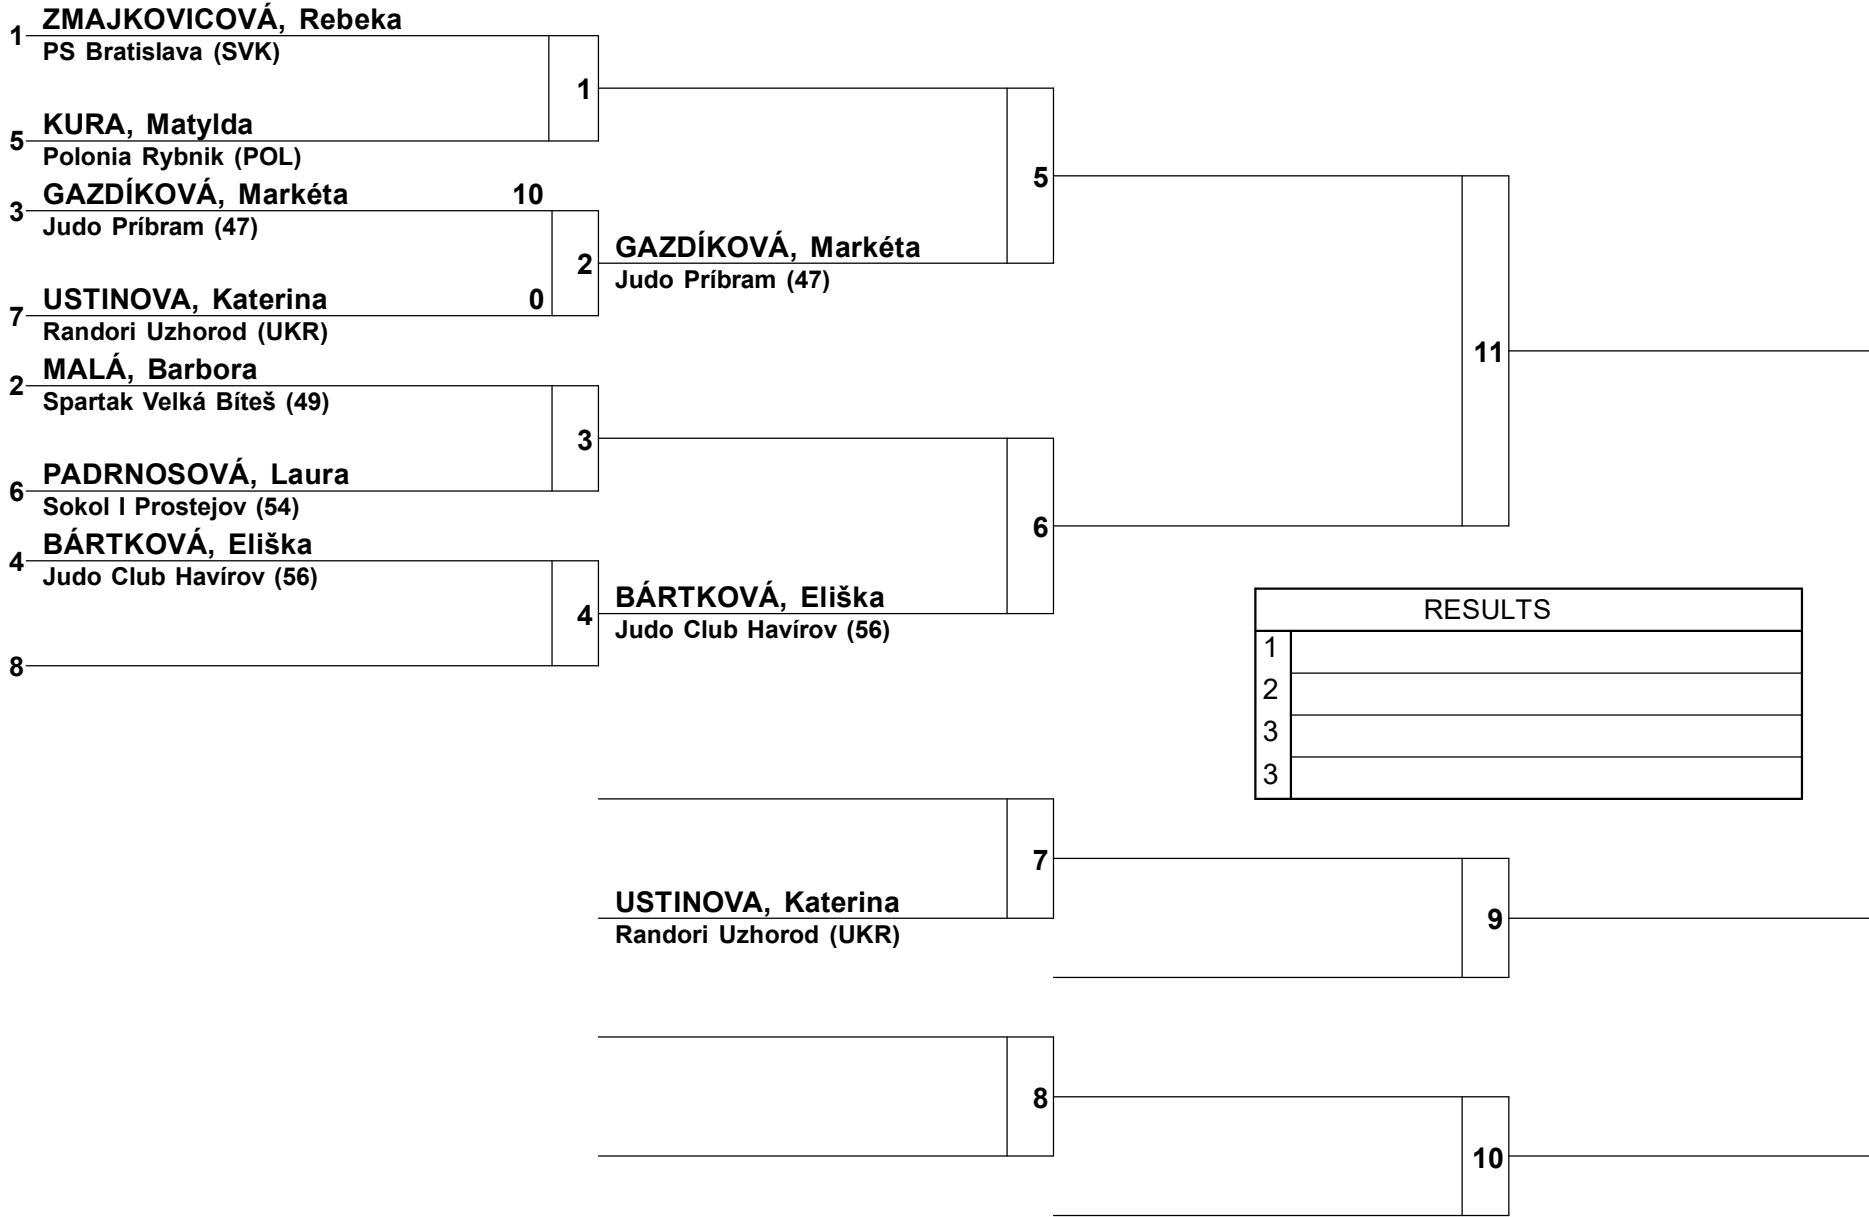 1 ZMAJKOVICOVÁ, Rebeka
PS Bratislava (SVK)
1
5 KURA, Matylda
Polonia Rybnik (POL)
3 GAZDÍKOVÁ, Markéta 10
Judo Príbram (47)
5
2 GAZDÍKOVÁ, Markéta
Judo Príbram (47)
7 USTINOVA, Katerina 0
Randori Uzhorod (UKR)
11
2 MALÁ, Barbora
Spartak Velká Bíteš (49)
3
6 PADRNOSOVÁ, Laura
Sokol I Prostejov (54)
6
4 BÁRTKOVÁ, Eliška
Judo Club Havírov (56)
4 BÁRTKOVÁ, Eliška
Judo Club Havírov (56)
8
RESULTS
1
2
3
3
7
USTINOVA, Katerina
Randori Uzhorod (UKR)
9
8
10